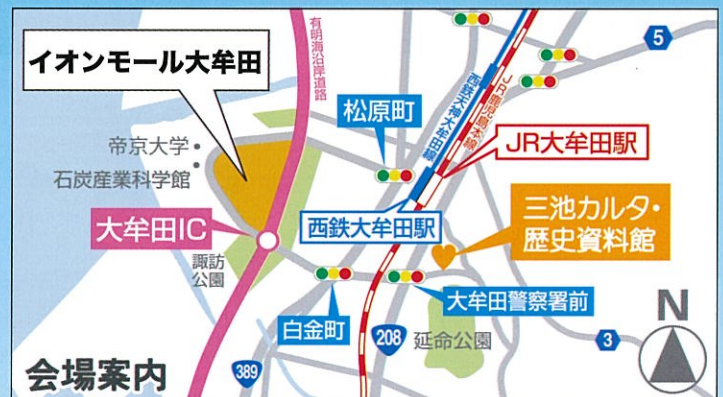 イオンモール大牟田
有明海沿岸道路
西鉄天神大牟田線
JR鹿児島本線
5
松原町
帝京大学
石炭産業科学館
JR大牟田駅
大牟田IC
西鉄大牟田駅
三池カルタ・
歴史資料館
諏訪
公園
白金町
大牟田警察署前
208
延命公園
3
N
389
会場案内